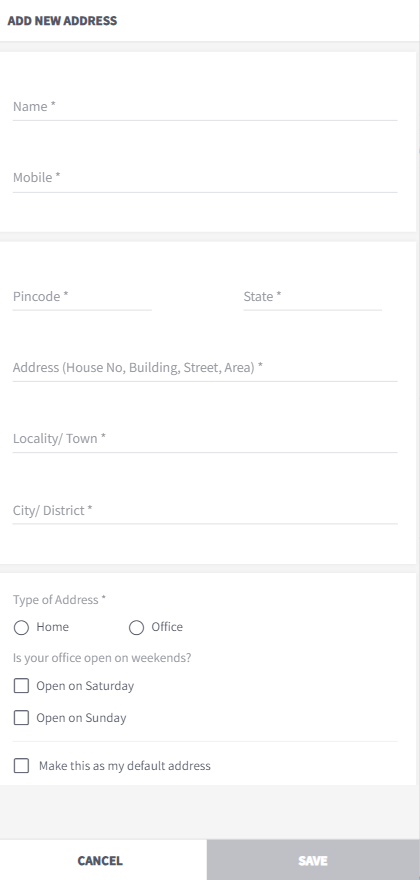 ADD NEW ADDRESS
Name *
Mobile *
Pincode * State *
Address (House No, Building, Street, Area) *
Locality/ Town *
City/ District *
Type of Address *
Home Office
Is your office open on weekends?
Open on Saturday
Open on Sunday
Make this as my default address
CANCEL SAVE